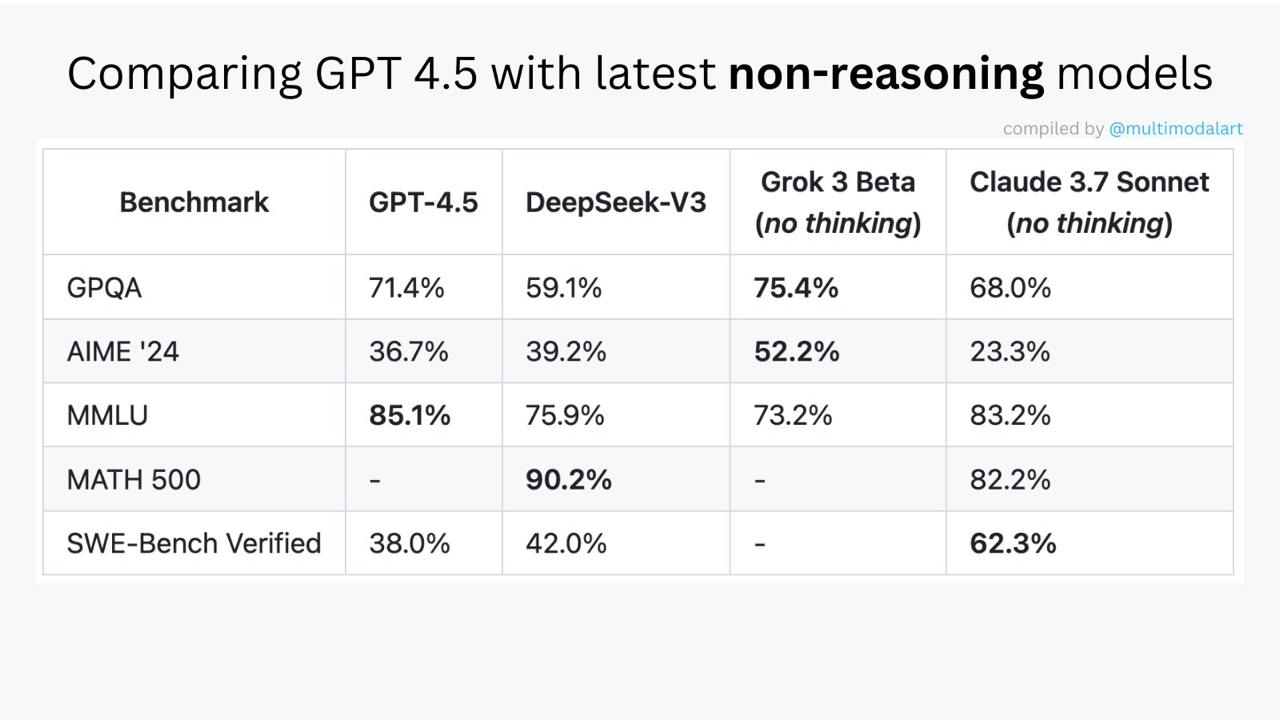 Comparing GPT 4.5 with latest non-reasoning models
compiled by @multimodalart
Benchmark GPT-4.5 DeepSeek-V3 Grok 3 Beta (no thinking) Claude 3.7 Sonnet (no thinking)
GPQA 71.4% 59.1% 75.4% 68.0%
AIME '24 36.7% 39.2% 52.2% 23.3%
MMLU 85.1% 75.9% 73.2% 83.2%
MATH 500 - 90.2% - 82.2%
SWE-Bench Verified 38.0% 42.0% - 62.3%